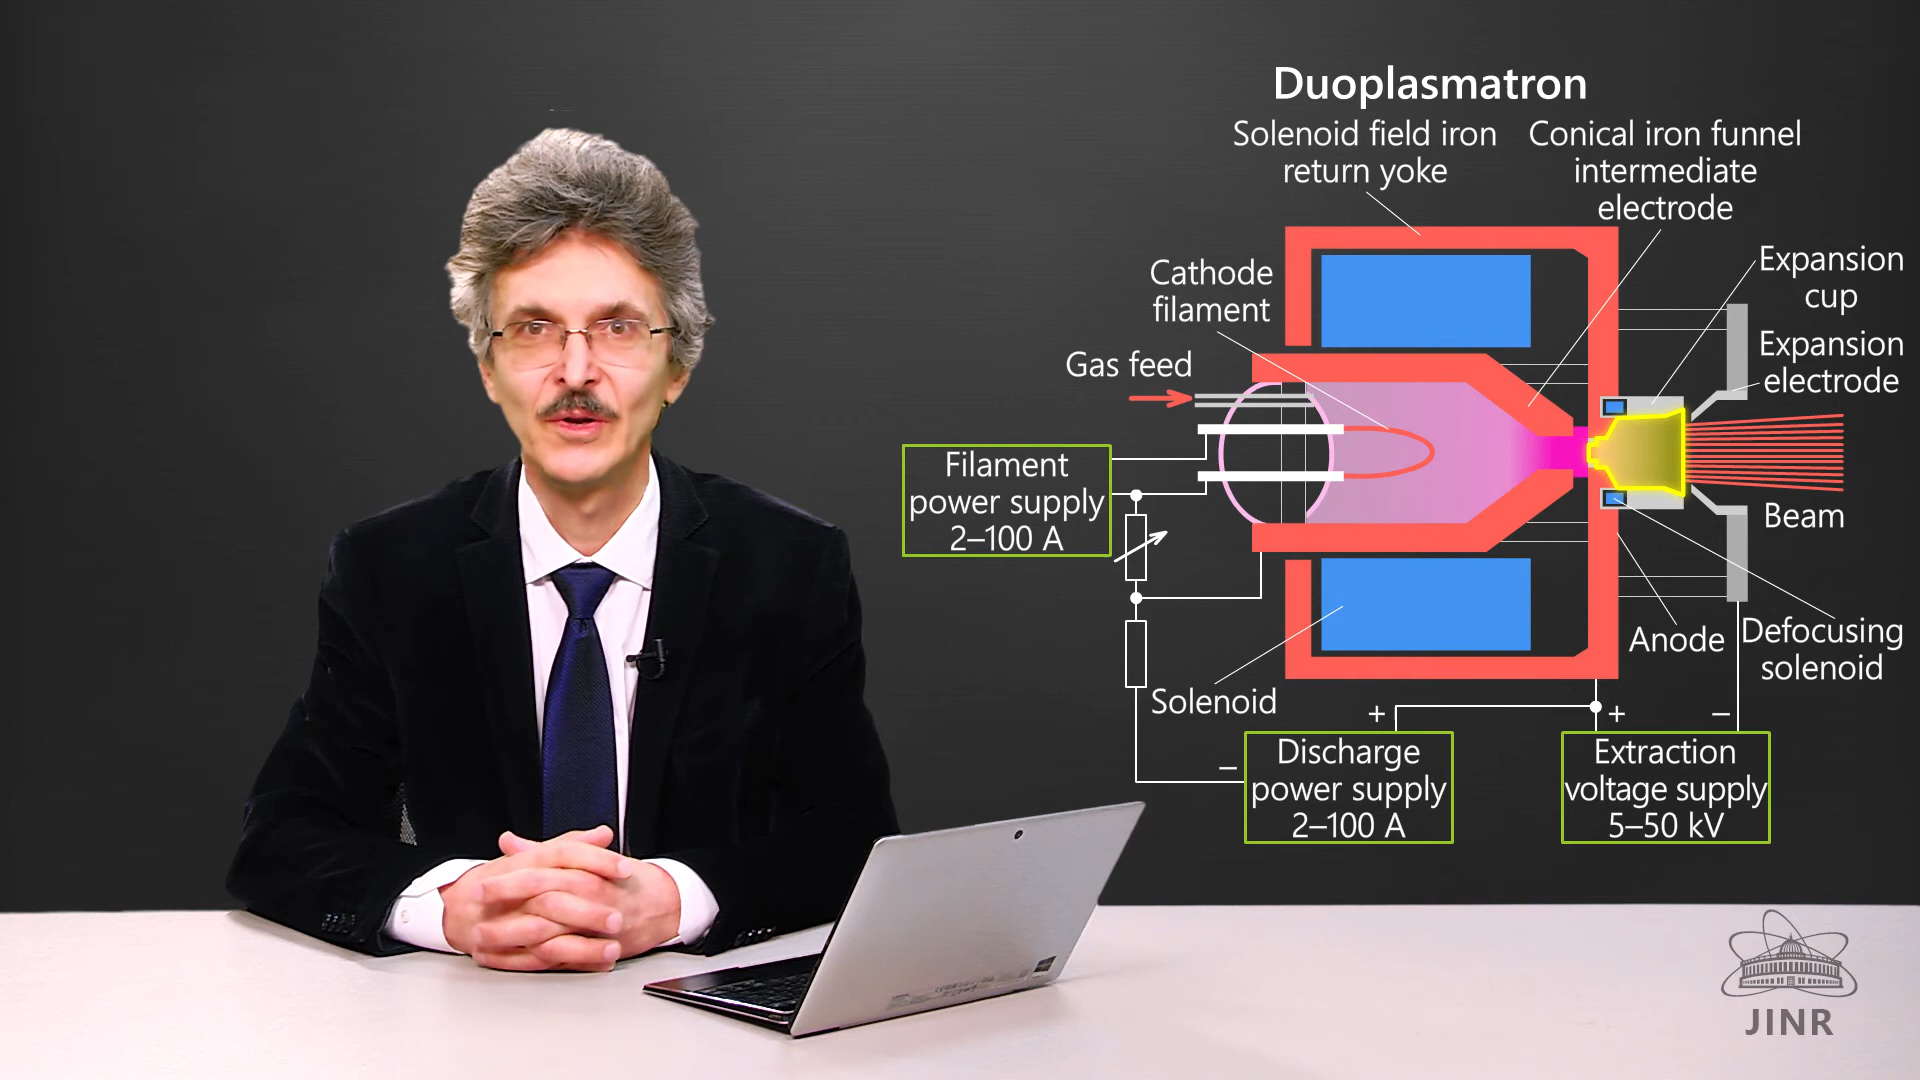 Duoplasmatron
Solenoid field iron
return yoke
Conical iron funnel
intermediate
electrode
Expansion
cup
Cathode
filament
Expansion
electrode
Gas feed
Filament
power supply
2–100 A
Beam
Anode
Defocusing
solenoid
Solenoid
+
+
–
–
Discharge
power supply
2–100 A
Extraction
voltage supply
5–50 kV
JINR